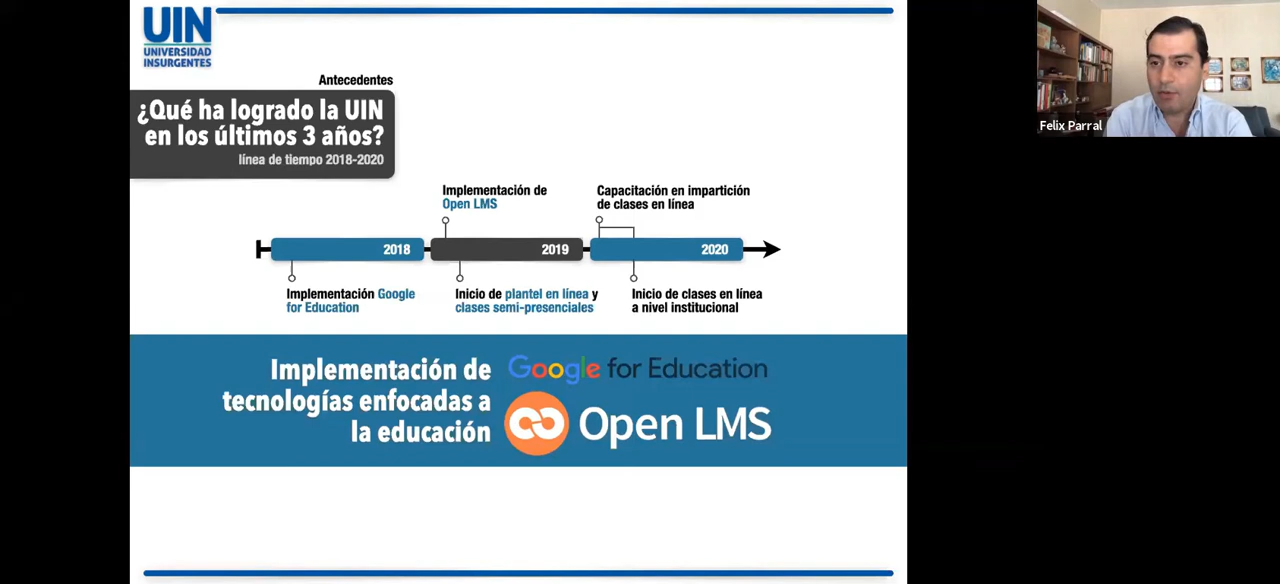 UIN
UNIVERSIDAD
INSURGENTES
Antecedentes
¿Qué ha logrado la UIN
en los últimos 3 años?
línea de tiempo 2018-2020
Implementación de
Open LMS
Capacitación en impartición
de clases en línea
2018
2019
2020
Implementación Google
for Education
Inicio de plantel en línea y
clases semi-presenciales
Inicio de clases en línea
a nivel institucional
Implementación de
tecnologías enfocadas a
la educación
Google for Education
Open LMS
Felix Parral